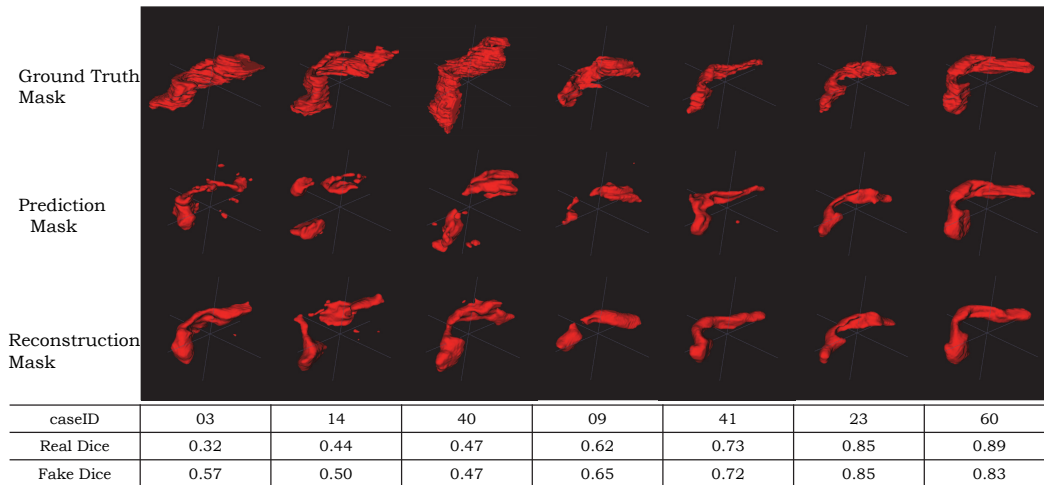 Ground Truth
Mask
Prediction
Mask
Reconstruction
Mask
caseID 03 14 40 09 41 23 60
Real Dice 0.32 0.44 0.47 0.62 0.73 0.85 0.89
Fake Dice 0.57 0.50 0.47 0.65 0.72 0.85 0.83